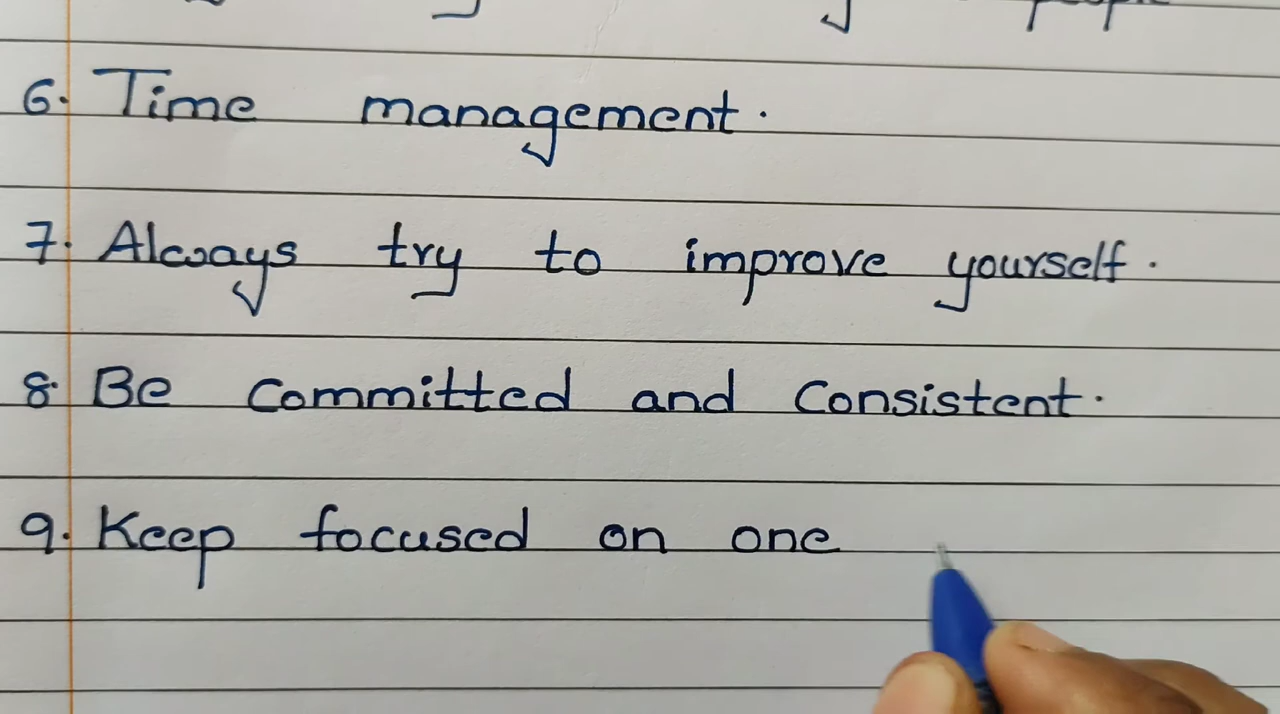 people
6. Time management.
7. Always try to improve yourself.
8. Be Committed and Consistent.
9. Keep focused on one